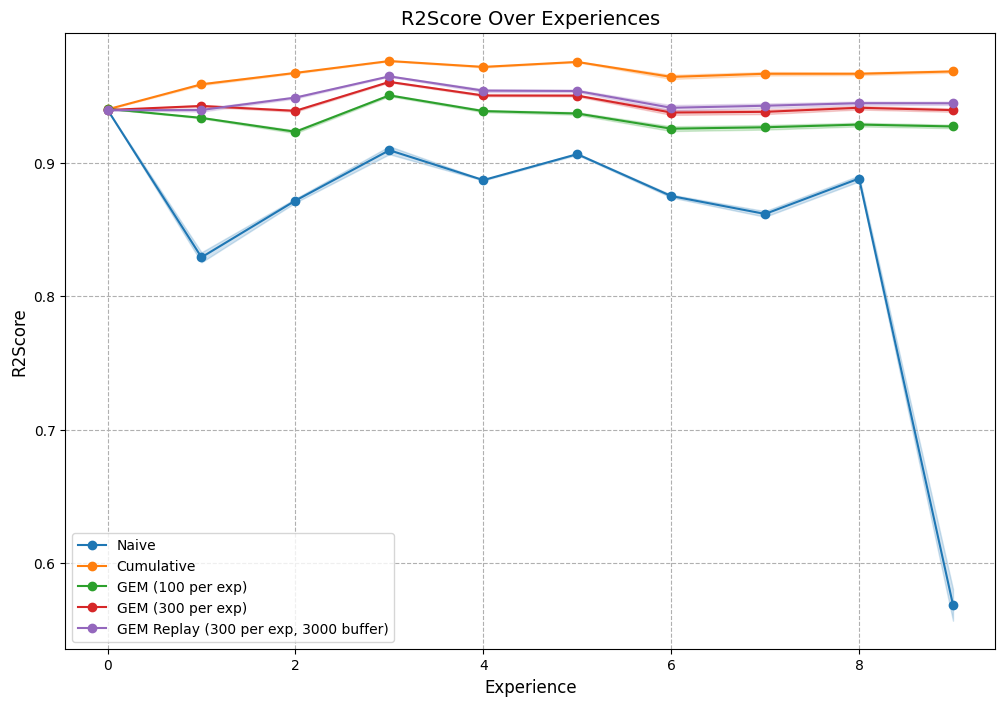 R2Score Over Experiences
R2Score
0.9
0.8
0.7
0.6
Naive
Cumulative
GEM (100 per exp)
GEM (300 per exp)
GEM Replay (300 per exp, 3000 buffer)
0 2 4 6 8
Experience